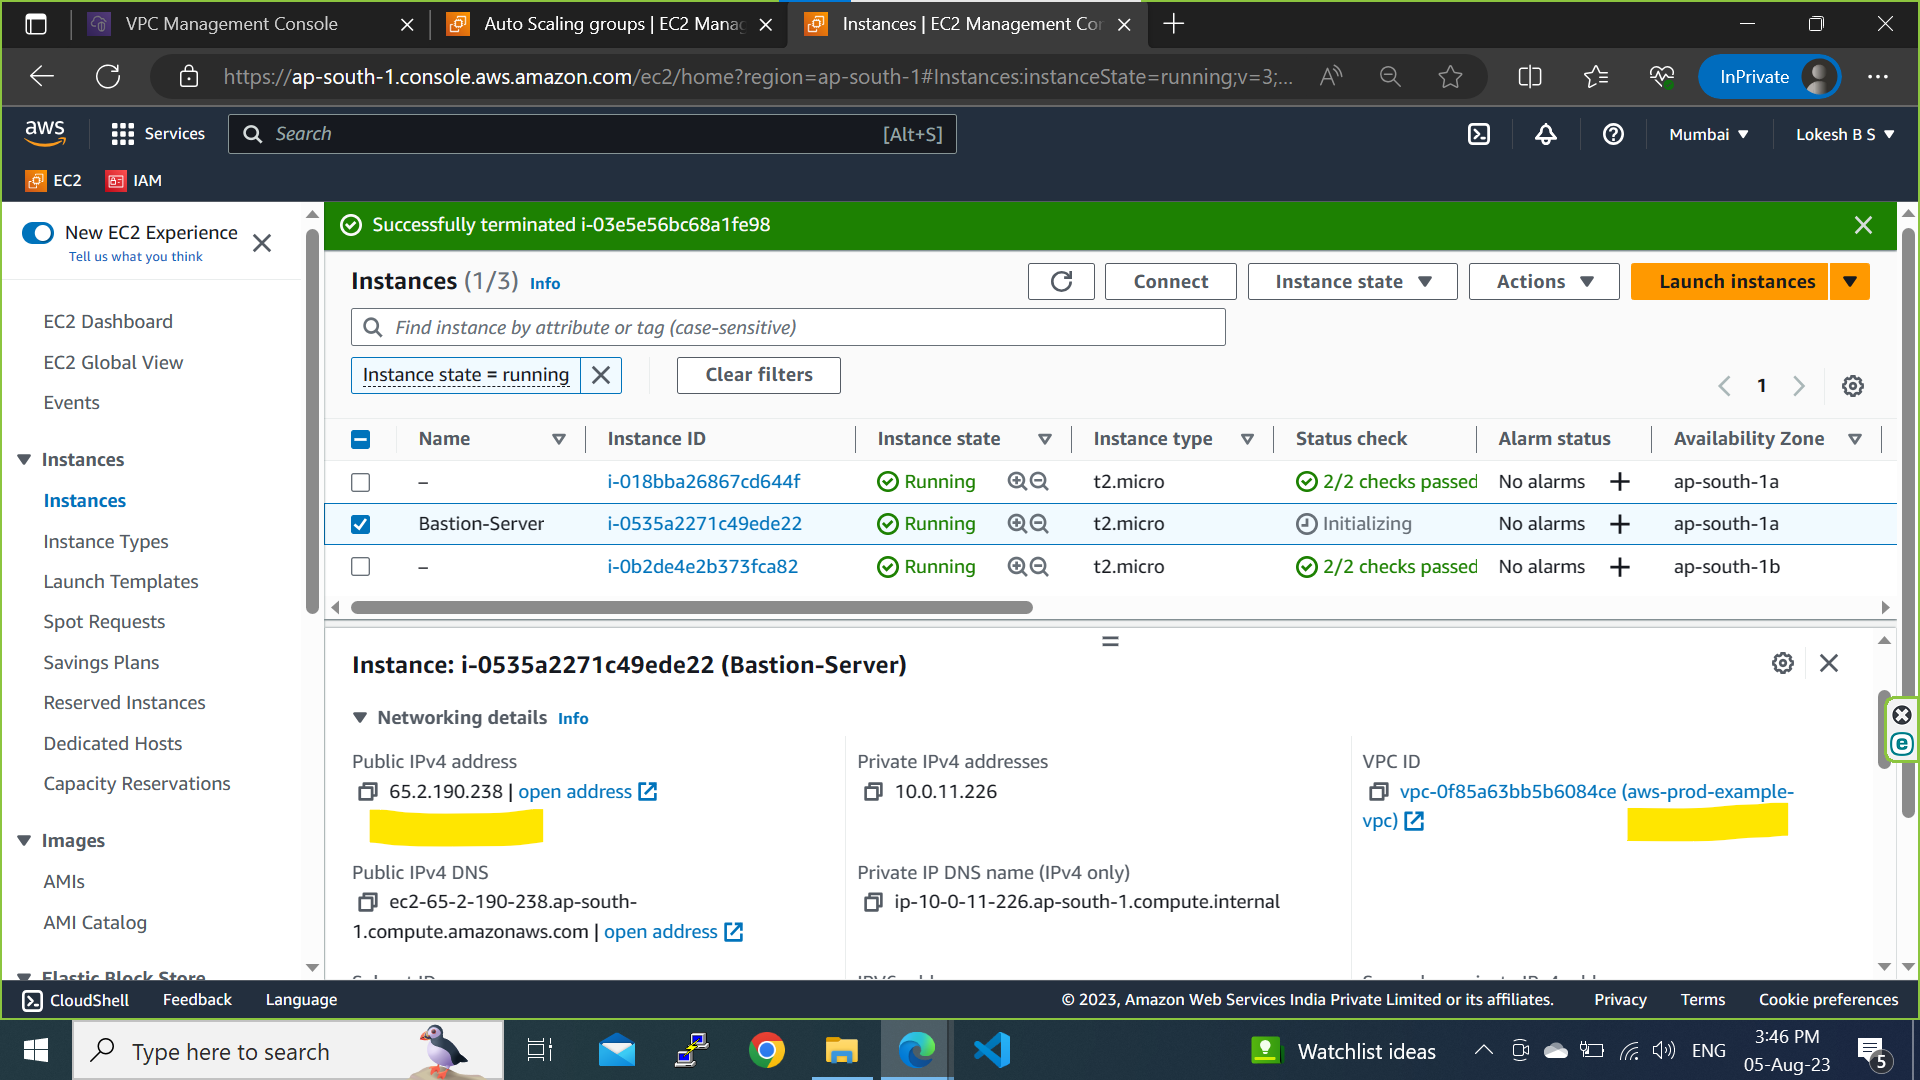 VPC Management Console
Auto Scaling groups | EC2 Manag
Instances | EC2 Management Cor
https://ap-south-1.console.aws.amazon.com/ec2/home?region=ap-south-1#Instances:instanceState=running;v=3;...
InPrivate
aws
Services
Search
[Alt+S]
Mumbai
Lokesh B S
EC2
IAM
New EC2 Experience
Tell us what you think
EC2 Dashboard
EC2 Global View
Events
Instances
Instances
Instance Types
Launch Templates
Spot Requests
Savings Plans
Reserved Instances
Dedicated Hosts
Capacity Reservations
Images
AMIs
AMI Catalog
Elastic Block Store
Successfully terminated i-03e5e56bc68a1fe98
Instances (1/3) Info
Connect
Instance state
Actions
Launch instances
Find instance by attribute or tag (case-sensitive)
Instance state = running
Clear filters
1
Name Instance ID Instance state Instance type Status check Alarm status Availability Zone
– i-018bba26867cd644f Running t2.micro 2/2 checks passed No alarms ap-south-1a
Bastion-Server i-0535a2271c49ede22 Running t2.micro Initializing No alarms ap-south-1a
– i-0b2de4e2b373fca82 Running t2.micro 2/2 checks passed No alarms ap-south-1b
Instance: i-0535a2271c49ede22 (Bastion-Server)
Networking details Info
Public IPv4 address
65.2.190.238 | open address
Public IPv4 DNS
ec2-65-2-190-238.ap-south-
1.compute.amazonaws.com | open address
Private IPv4 addresses
10.0.11.226
Private IP DNS name (IPv4 only)
ip-10-0-11-226.ap-south-1.compute.internal
VPC ID
vpc-0f85a63bb5b6084ce (aws-prod-example-
vpc)
CloudShell
Feedback
Language
© 2023, Amazon Web Services India Private Limited or its affiliates.
Privacy
Terms
Cookie preferences
Type here to search
Watchlist ideas
ENG
3:46 PM
05-Aug-23
5